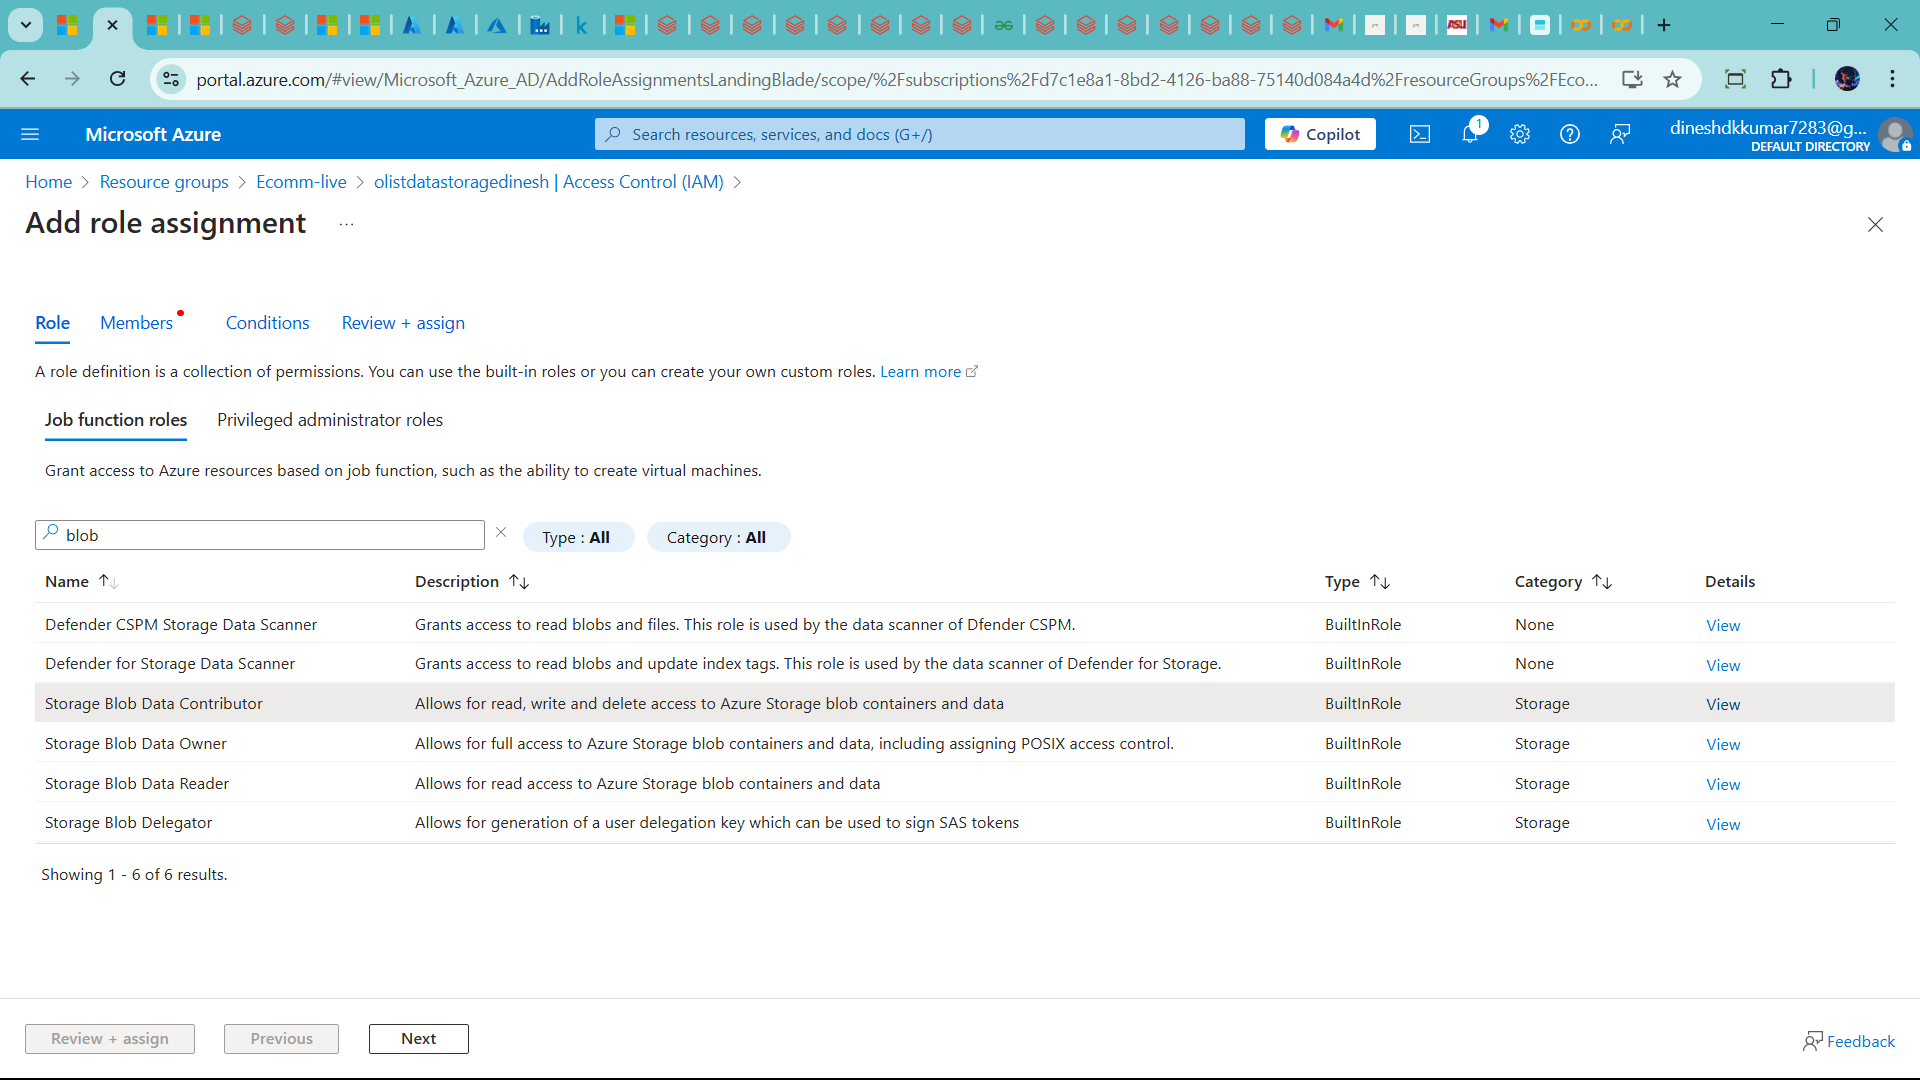 portal.azure.com/#view/Microsoft_Azure_AD/AddRoleAssignmentsLandingBlade/scope/%2Fsubscriptions%2Fd7c1e8a1-8bd2-4126-ba88-75140d084a4d%2FresourceGroups%2FEco...
Microsoft Azure
Search resources, services, and docs (G+/)
Copilot
1
dineshdkkumar7283@g...
DEFAULT DIRECTORY
Home > Resource groups > Ecomm-live > olistdatastoragedinesh | Access Control (IAM) >
Add role assignment ...
Role Members Conditions Review + assign
A role definition is a collection of permissions. You can use the built-in roles or you can create your own custom roles. Learn more
Job function roles Privileged administrator roles
Grant access to Azure resources based on job function, such as the ability to create virtual machines.
blob Type : All Category : All
Name Description Type Category Details
Defender CSPM Storage Data Scanner Grants access to read blobs and files. This role is used by the data scanner of Dfender CSPM. BuiltInRole None View
Defender for Storage Data Scanner Grants access to read blobs and update index tags. This role is used by the data scanner of Defender for Storage. BuiltInRole None View
Storage Blob Data Contributor Allows for read, write and delete access to Azure Storage blob containers and data BuiltInRole Storage View
Storage Blob Data Owner Allows for full access to Azure Storage blob containers and data, including assigning POSIX access control. BuiltInRole Storage View
Storage Blob Data Reader Allows for read access to Azure Storage blob containers and data BuiltInRole Storage View
Storage Blob Delegator Allows for generation of a user delegation key which can be used to sign SAS tokens BuiltInRole Storage View
Showing 1 - 6 of 6 results.
Review + assign Previous Next Feedback